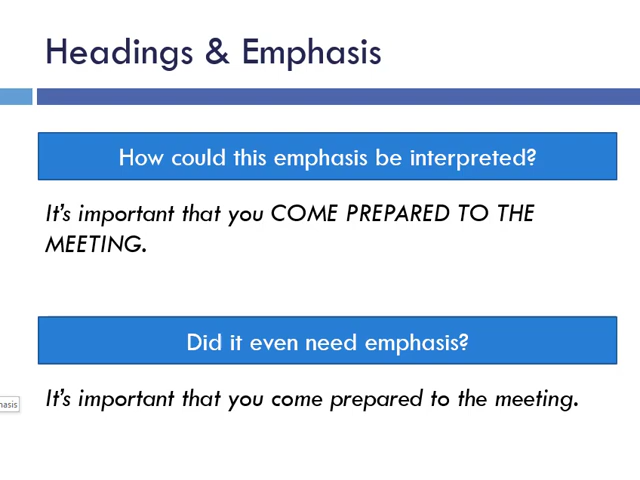 Headings & Emphasis
How could this emphasis be interpreted?
It's important that you COME PREPARED TO THE
MEETING.
Did it even need emphasis?
It's important that you come prepared to the meeting.
hasis